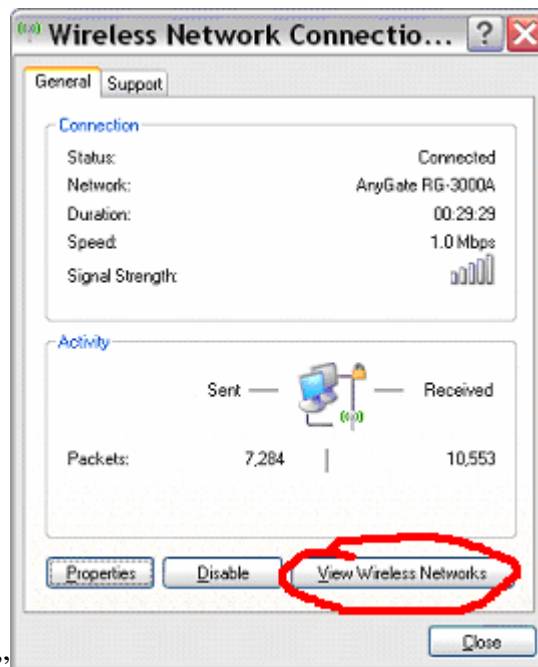 Wireless Network Connectio... ?
General Support
Connection
Status: Connected
Network: AnyGate RG-3000A
Duration: 00:29:29
Speed: 1.0 Mbps
Signal Strength:
Activity
Sent — — Received
Packets: 7,284 | 10,553
Properties Disable View Wireless Networks
Close
,,